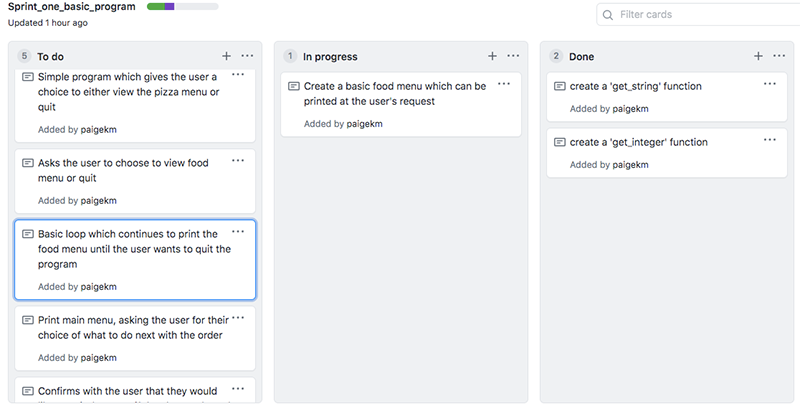 Sprint_one_basic_program
Updated 1 hour ago
Filter cards
5 To do
Simple program which gives the user a
choice to either view the pizza menu or
quit
Added by paigekm
Asks the user to choose to view food
menu or quit
Added by paigekm
Basic loop which continues to print the
food menu until the user wants to quit the
program
Added by paigekm
Print main menu, asking the user for their
choice of what to do next with the order
Added by paigekm
Confirms with the user that they would
1 In progress
Create a basic food menu which can be
printed at the user's request
Added by paigekm
2 Done
create a 'get_string' function
Added by paigekm
create a 'get_integer' function
Added by paigekm